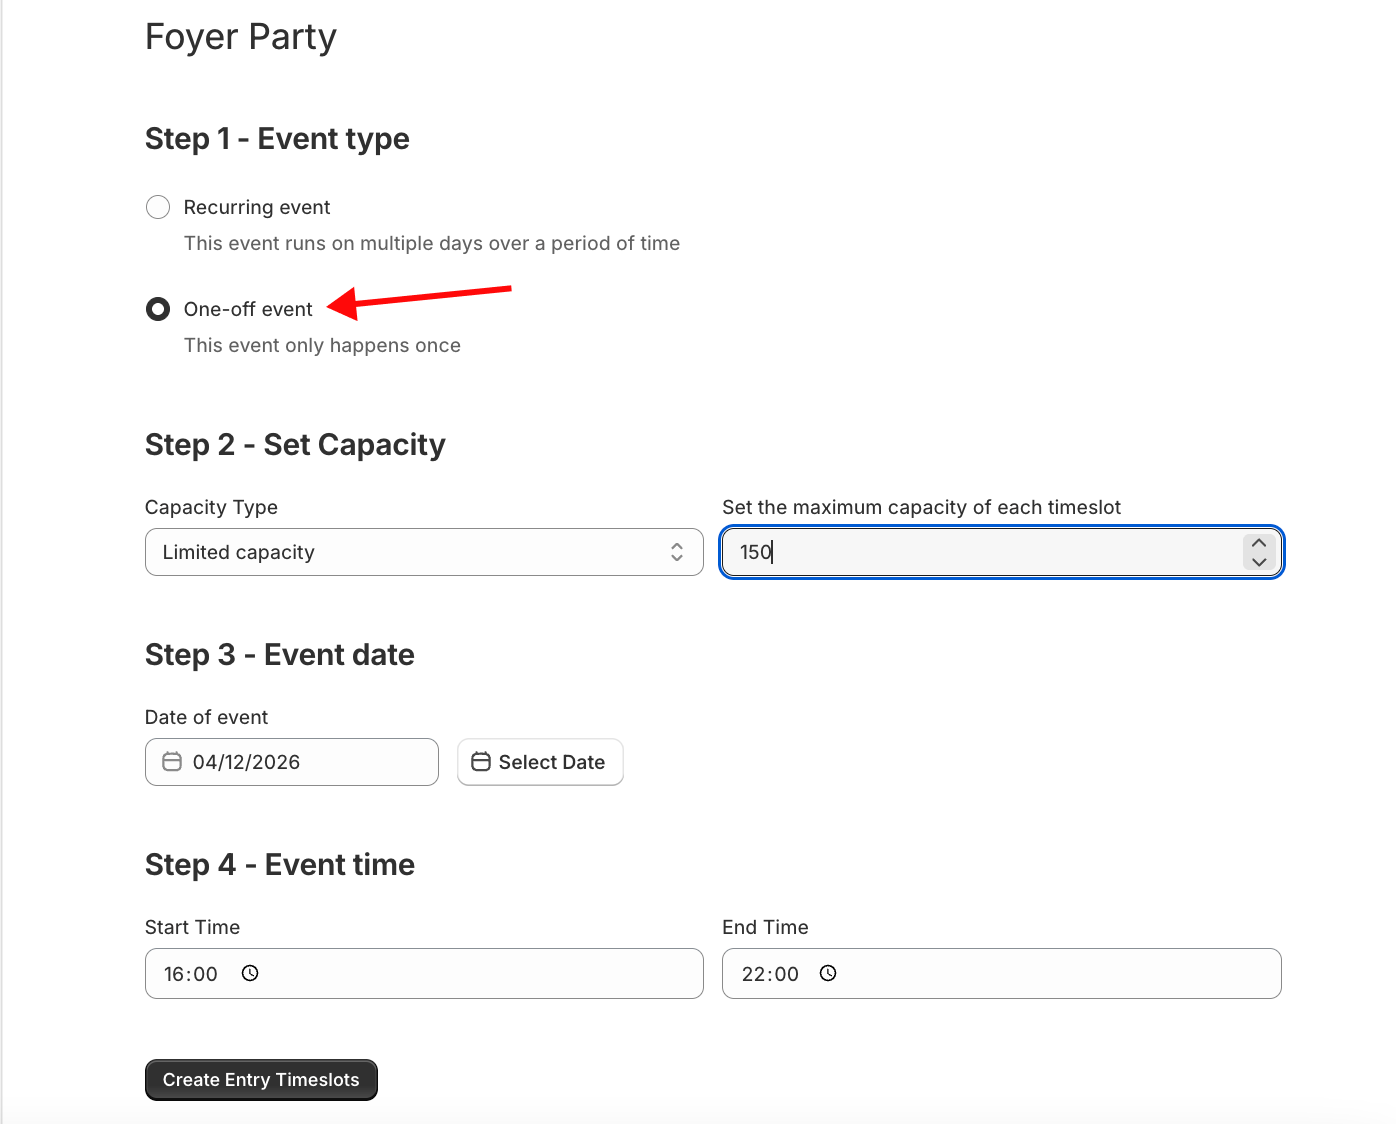 Foyer Party
Step 1 - Event type
Recurring event
This event runs on multiple days over a period of time
One-off event
This event only happens once
Step 2 - Set Capacity
Capacity Type
Set the maximum capacity of each timeslot
Limited capacity
150
Step 3 - Event date
Date of event
04/12/2026
Select Date
Step 4 - Event time
Start Time
End Time
16:00
22:00
Create Entry Timeslots